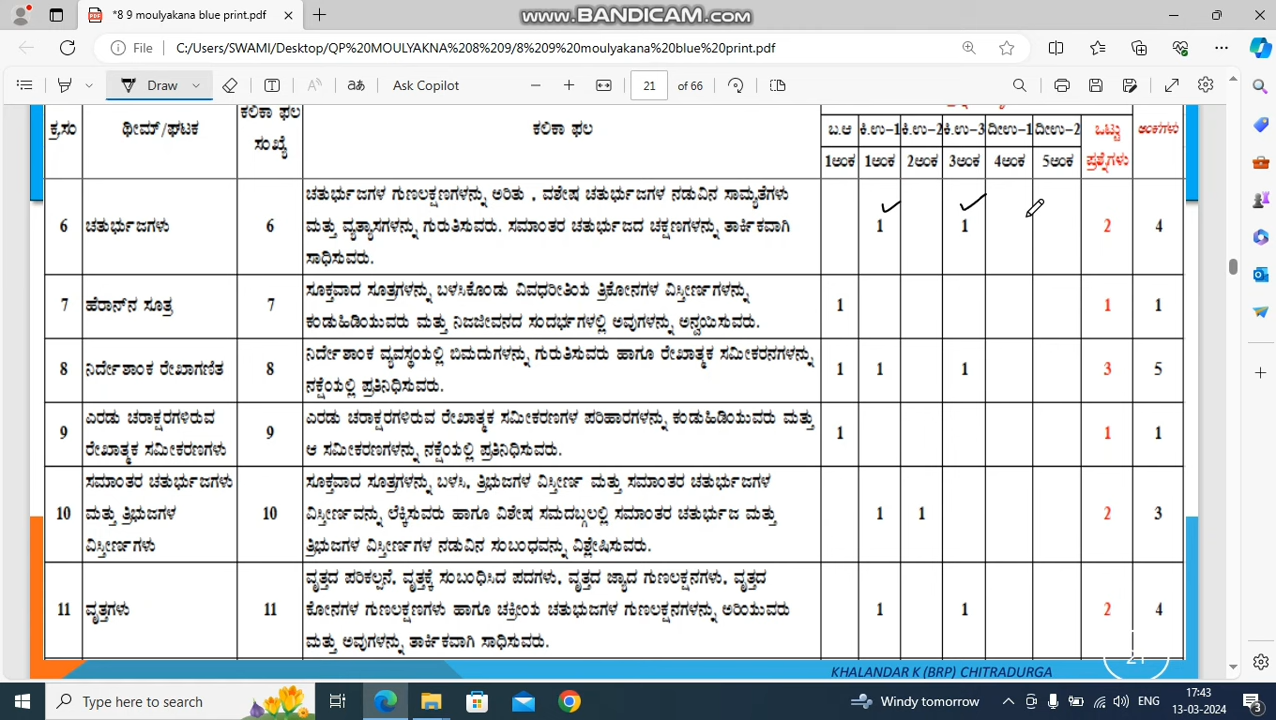 www.BANDICAM.com
*8 9 moulyakana blue print.pdf
File
C:/Users/SWAMI/Desktop/QP%20MOULYAKNA%208%209/8%209%20moulyakana%20blue%20print.pdf
Draw
Ask Copilot
21 of 66
ಕ್ರ.ಸಂ ಥೀಮ್/ಘಟಕ ಕಲಿಕಾ ಫಲ ಸಂಖ್ಯೆ ಕಲಿಕಾ ಫಲ ಬ.ಆ ಕಿ.ಉ-1 ಕಿ.ಉ-2 ಕಿ.ಉ-3 ದೀಉ-1 ದೀಉ-2 ಒಟ್ಟು ಪ್ರಶ್ನೆಗಳು ಅಂಕಗಳು
1ಅಂಕ 1ಅಂಕ 2ಅಂಕ 3ಅಂಕ 4ಅಂಕ 5ಅಂಕ
ಚತುರ್ಭುಜಗಳ ಗುಣಲಕ್ಷಣಗಳನ್ನು ಅರಿತು , ವಶೇಷ ಚತುರ್ಭುಜಗಳ ನಡುವಿನ ಸಾಮ್ಯತೆಗಳು
6 ಚತುರ್ಭುಜಗಳು 6 ಮತ್ತು ವ್ಯತ್ಯಾಸಗಳನ್ನು ಗುರುತಿಸುವರು. ಸಮಾಂತರ ಚತುರ್ಭುಜದ ಚಕ್ಷಣಗಳನ್ನು ತಾರ್ಕಿಕವಾಗಿ 1 1 2 4
ಸಾಧಿಸುವರು.
ಸೂಕ್ತವಾದ ಸೂತ್ರಗಳನ್ನು ಬಳಸಿಕೊಂಡು ವಿವಧರೀತಿಯ ತ್ರಿಕೋನಗಳ ವಿಸ್ತೀರ್ಣಗಳನ್ನು
7 ಹೆರಾನ್‌ನ ಸೂತ್ರ 7 1 1 1
ಕಂಡುಹಿಡಿಯುವರು ಮತ್ತು ನಿಜಜೀವನದ ಸಂದರ್ಭಗಳಲ್ಲಿ ಅವುಗಳನ್ನು ಅನ್ವಯಿಸುವರು.
ನಿರ್ದೇಶಾಂಕ ವ್ಯವಸ್ಥಂಯಲ್ಲಿ ಬಿಮದುಗಳನ್ನು ಗುರುತಿಸುವರು ಹಾಗೂ ರೇಖಾತ್ಮಕ ಸಮೀಕರನಗಳನ್ನು
8 ನಿರ್ದೇಶಾಂಕ ರೇಖಾಗಣಿತ 8 1 1 1 3 5
ನಕ್ಷೆಯಲ್ಲಿ ಪ್ರತಿನಿಧಿಸುವರು.
ಎರಡು ಚರಾಕ್ಷರಗಳಿರುವ ಎರಡು ಚರಾಕ್ಷರಗಳಿರುವ ರೇಖಾತ್ಮಕ ಸಮೀಕರಣಗಳ ಪರಿಹಾರಗಳನ್ನು ಕಂಡುಹಿಡಿಯುವರು ಮತ್ತು
9 9 1 1 1
ರೇಖಾತ್ಮಕ ಸಮೀಕರಣಗಳು ಆ ಸಮೀಕರಣಗಳನ್ನು ನಕ್ಷೆಯಲ್ಲಿ ಪ್ರತಿನಿಧಿಸುವರು.
ಸಮಾಂತರ ಚತುರ್ಭುಜಗಳು ಸೂಕ್ತವಾದ ಸೂತ್ರಗಳನ್ನು ಬಳಸಿ, ತ್ರಿಭುಜಗಳ ವಿಸ್ತೀರ್ಣ ಮತ್ತು ಸಮಾಂತರ ಚತುರ್ಭುಜಗಳ
10 ಮತ್ತು ತ್ರಿಭುಜಗಳ 10 ವಿಸ್ತೀರ್ಣವನ್ನು ಲೆಕ್ಕಿಸುವರು ಹಾಗೂ ವಿಶೇಷ ಸಮದಬ್ಗಲಲ್ಲಿ ಸಮಾಂತರ ಚತುರ್ಭುಜ ಮತ್ತು 1 1 2 3
ವಿಸ್ತೀರ್ಣಗಳು ತ್ರಿಭುಜಗಳ ವಿಸ್ತೀರ್ಣಗಳ ನಡುವಿನ ಸಂಬಂಧವನ್ನು ವಿಶ್ಲೇಷಿಸುವರು.
ವೃತ್ತದ ಪರಿಕಲ್ಪನೆ, ವೃತ್ತಕ್ಕೆ ಸಂಬಂಧಿಸಿದ ಪದಗಳು, ವೃತ್ತದ ಜ್ಯಾದ ಗುಣಲಕ್ಷನಗಳು, ವೃತ್ತದ
11 ವೃತ್ತಗಳು 11 ಕೋನಗಳ ಗುಣಲಕ್ಷಣಗಳು ಹಾಗೂ ಚಕ್ರೀಯ ಚತುಭುಜಗಳ ಗುಣಲಕ್ಷನಗಳನ್ನು ಅರಿಯುವರು 1 1 2 4
ಮತ್ತು ಅವುಗಳನ್ನು ತಾರ್ಕಿಕವಾಗಿ ಸಾಧಿಸುವರು.
KHALANDAR K (BRP) CHITRADURGA
Type here to search
Windy tomorrow
ENG
17:43
13-03-2024
3